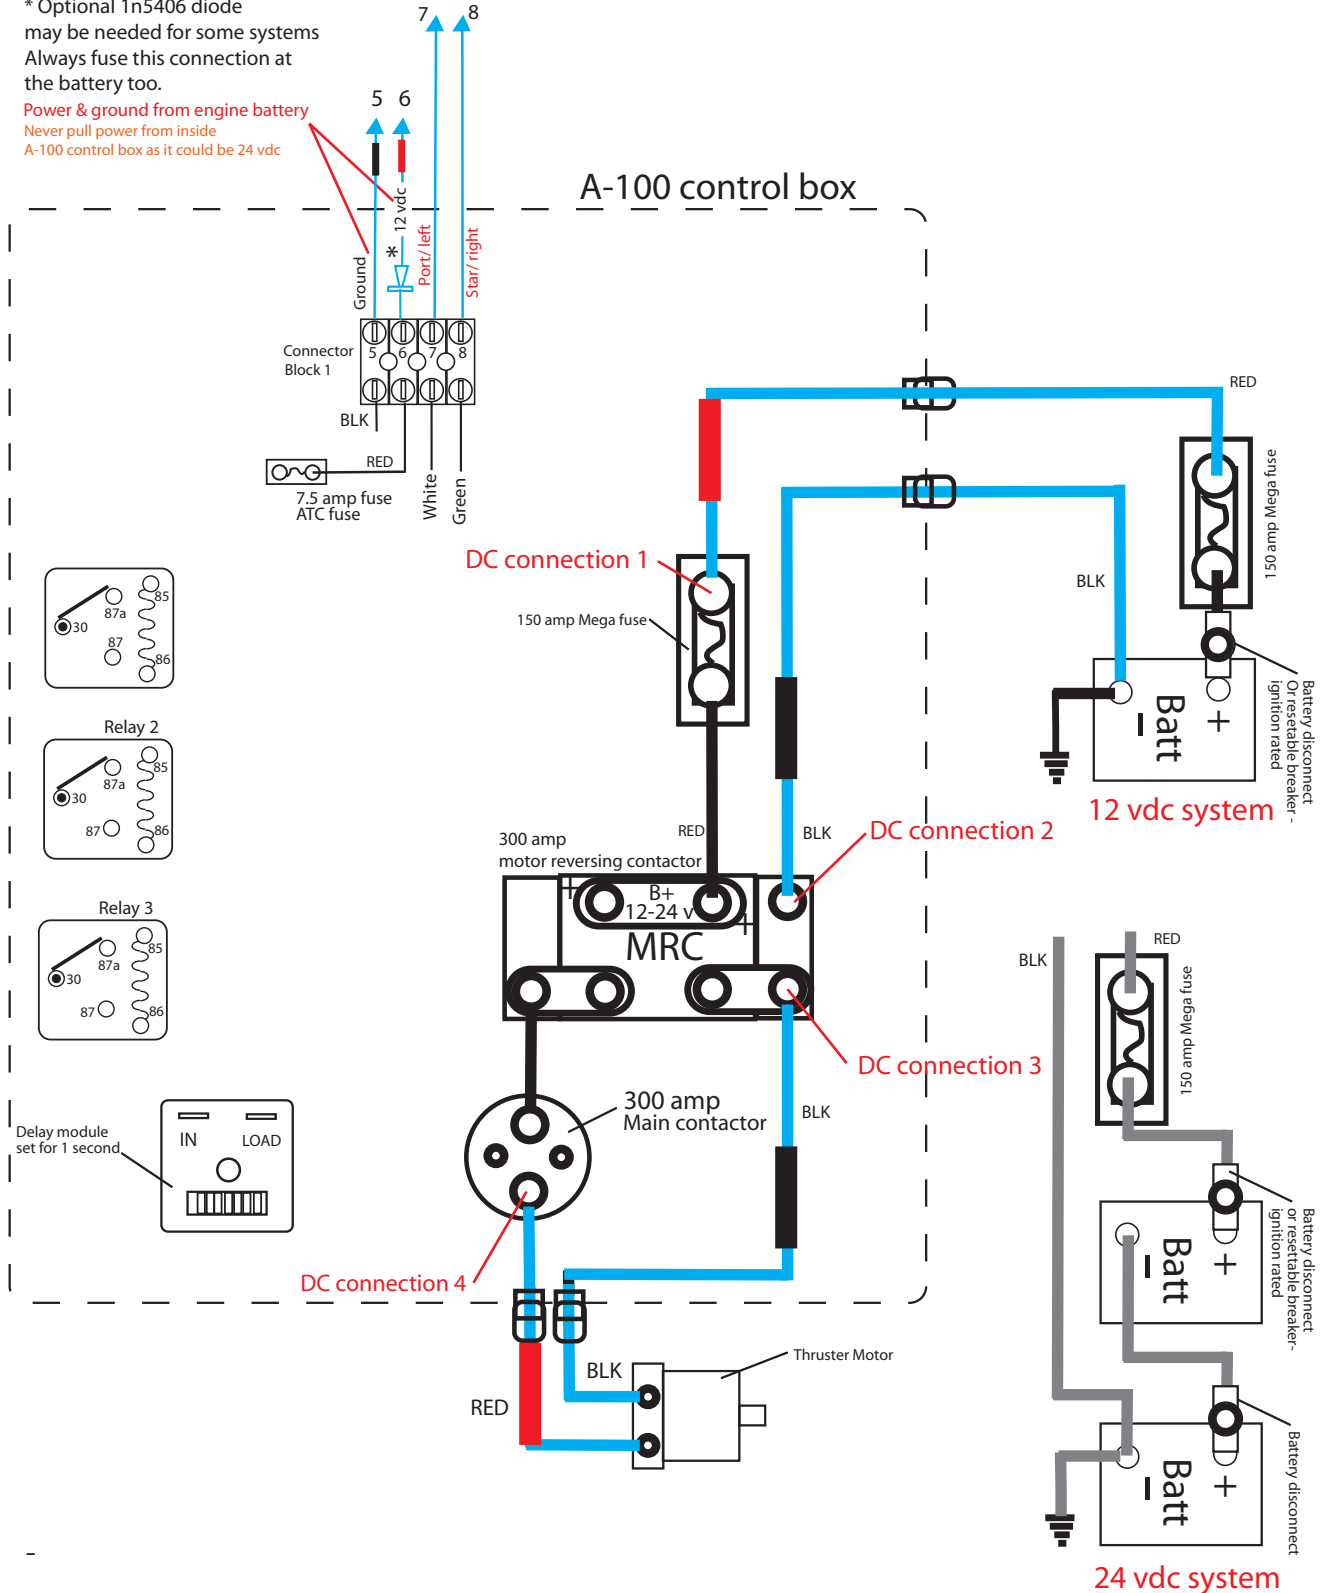 * Optional 1n5406 diode
may be needed for some systems
Always fuse this connection at
the battery too.
Power & ground from engine battery
Never pull power from inside
A-100 control box as it could be 24 vdc
7
8
5
6
A-100 control box
Ground
*
12 vdc
Port/ left
Star/ right
Connector
Block 1
5
6
7
8
BLK
RED
7.5 amp fuse
ATC fuse
White
Green
RED
150 amp Mega fuse
BLK
DC connection 1
150 amp Mega fuse
Battery disconnect
Or resetable breaker -
ignition rated
Batt
-
+
12 vdc system
85
87a
30
87
86
Relay 2
85
87a
30
87
86
Relay 3
85
87a
30
87
86
RED
BLK
DC connection 2
300 amp
motor reversing contactor
+
B+
12-24 v
+
MRC
DC connection 3
BLK
RED
150 amp Mega fuse
300 amp
Main contactor
BLK
Delay module
set for 1 second
IN
LOAD
DC connection 4
Battery disconnect
or resettable breaker-
ignition rated
Batt
-
+
Thruster Motor
BLK
RED
Battery disconnect
Batt
-
+
-
24 vdc system